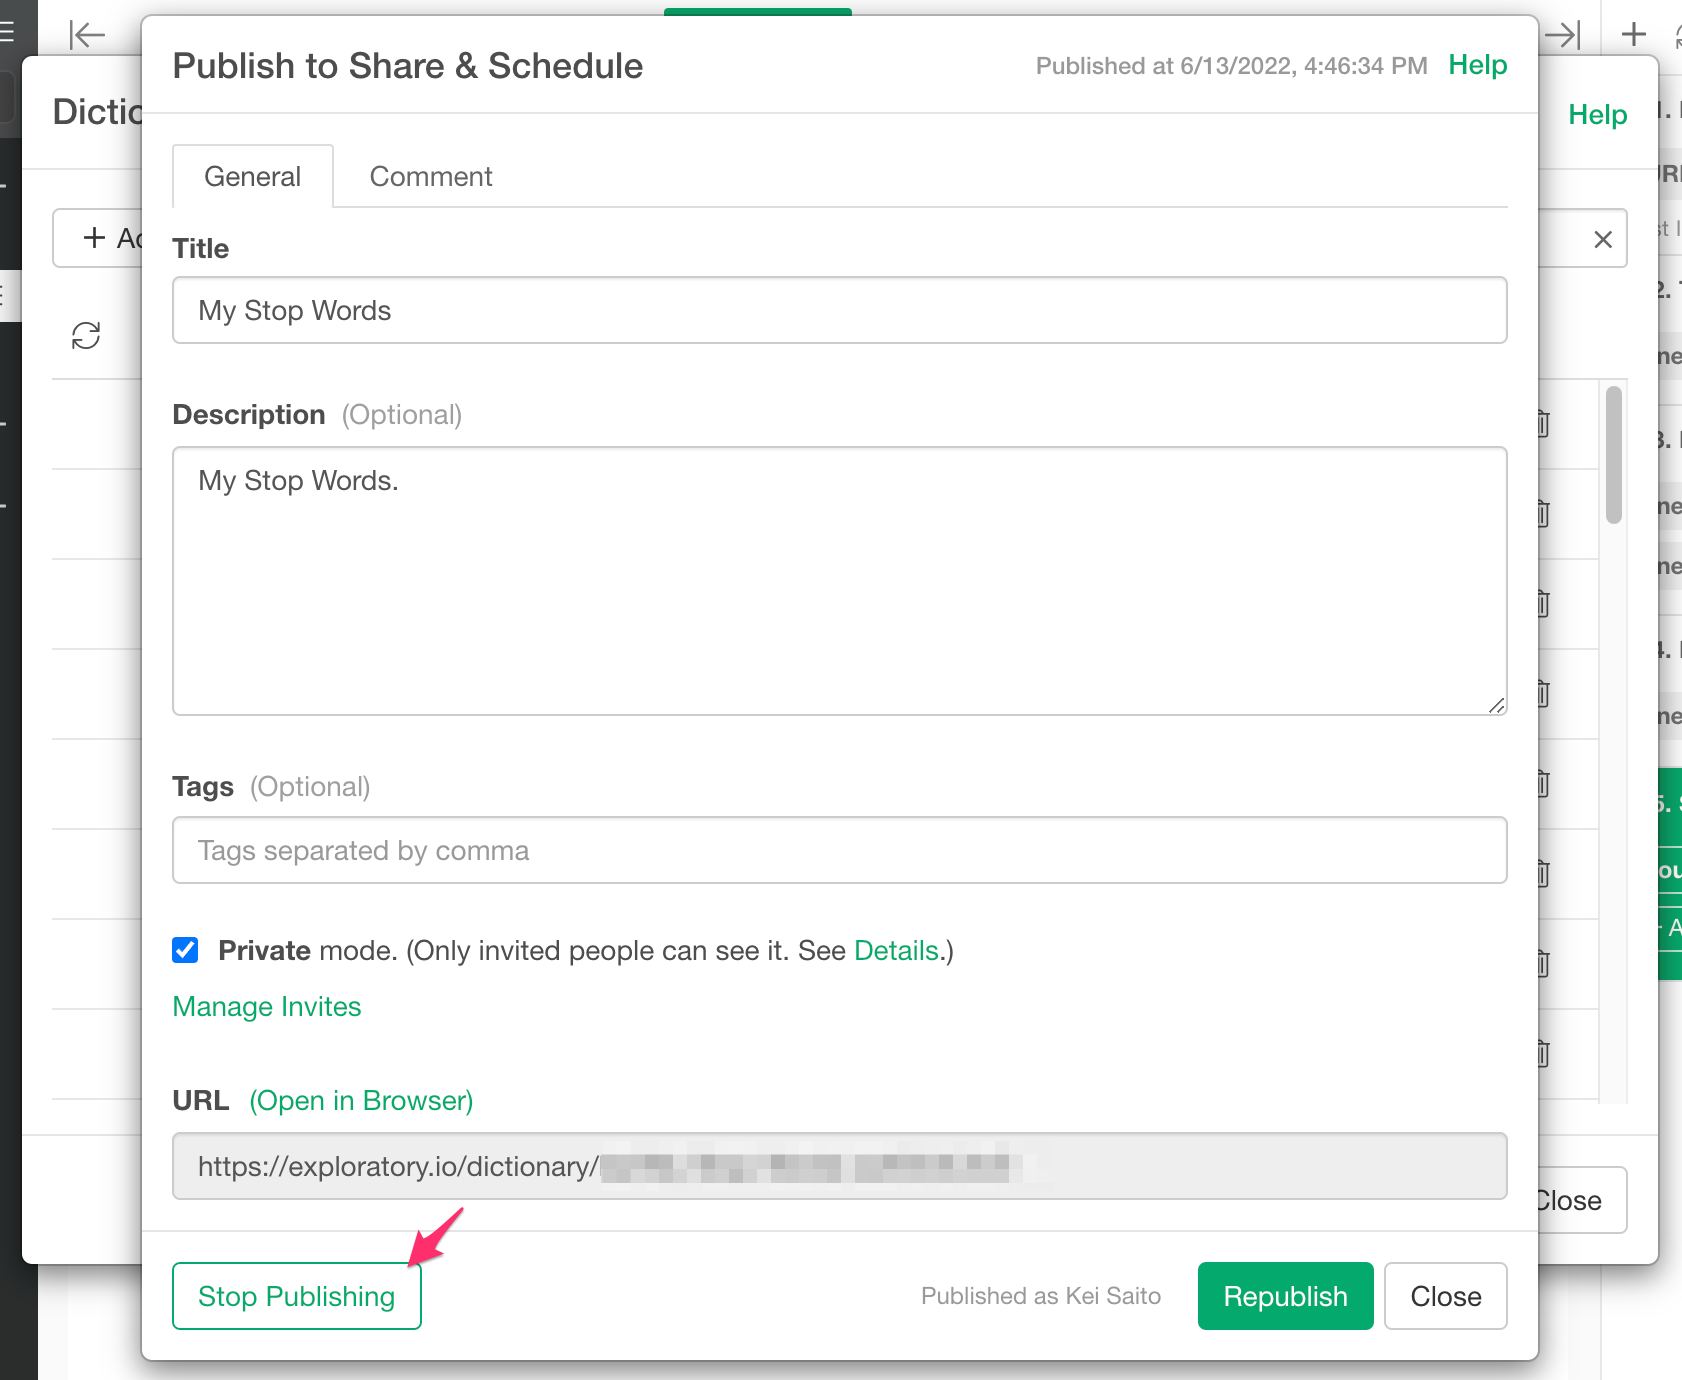 Publish to Share & Schedule
Published at 6/13/2022, 4:46:34 PM Help
Help
General Comment
Title
My Stop Words
Description (Optional)
My Stop Words.
Tags (Optional)
Tags separated by comma
Private mode. (Only invited people can see it. See Details.)
Manage Invites
URL (Open in Browser)
https://exploratory.io/dictionary/
Close
Stop Publishing
Published as Kei Saito
Republish
Close